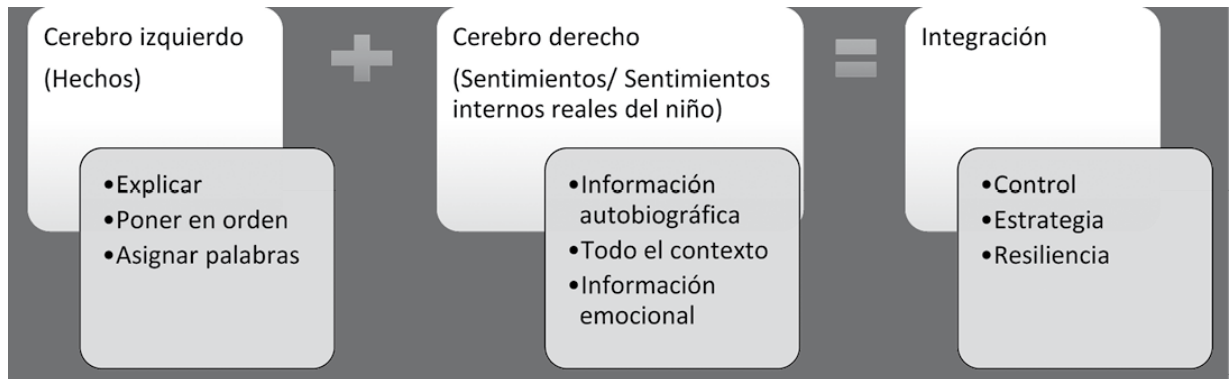 Cerebro izquierdo
(Hechos)
•Explicar
•Poner en orden
•Asignar palabras
+
Cerebro derecho
(Sentimientos/ Sentimientos
internos reales del niño)
•Información
autobiográfica
•Todo el contexto
•Información
emocional
=
Integración
•Control
•Estrategia
•Resiliencia